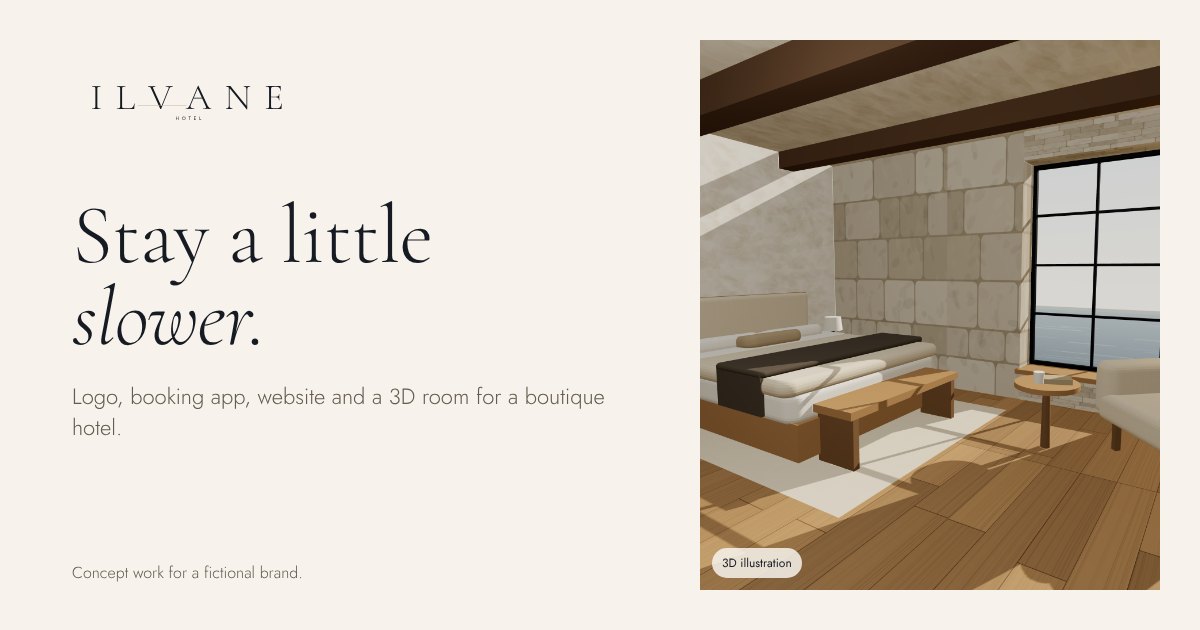 ILVANE
HOTEL
Stay a little
slower.
Logo, booking app, website and a 3D room for a boutique
hotel.
Concept work for a fictional brand.
3D illustration